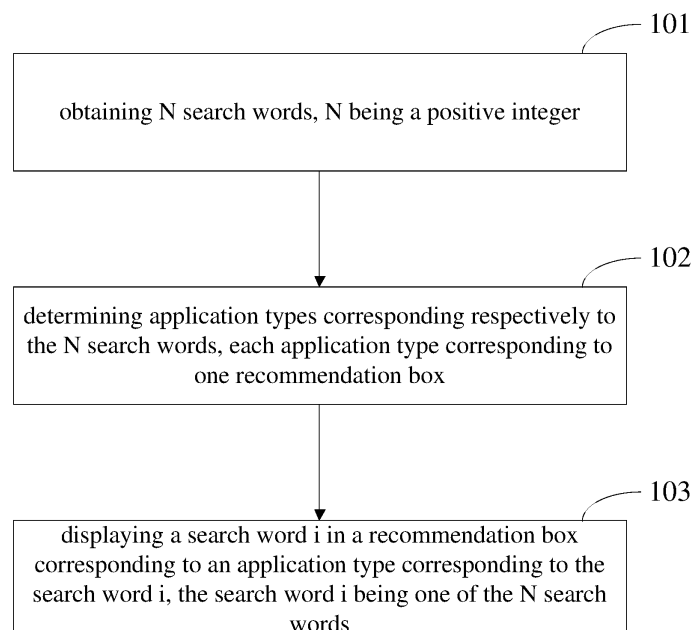 101
obtaining N search words, N being a positive integer
102
determining application types corresponding respectively to
the N search words, each application type corresponding to
one recommendation box
103
displaying a search word i in a recommendation box
corresponding to an application type corresponding to the
search word i, the search word i being one of the N search
words